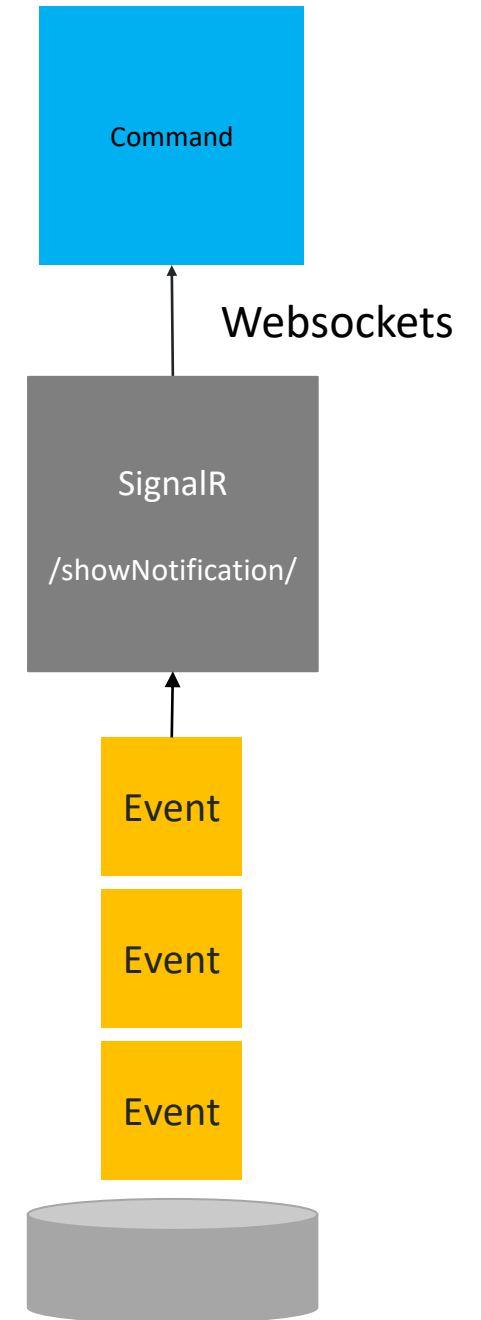 Command
Websockets
SignalR
/showNotification/
Event
Event
Event